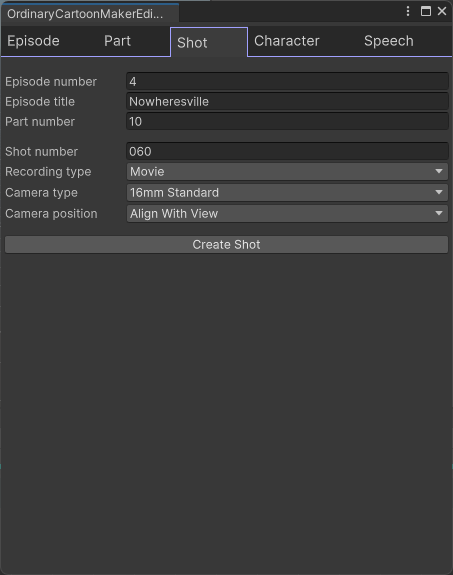 OrdinaryCartoonMakerEdi...
Episode Part Shot Character Speech
Episode number 4
Episode title Nowheresville
Part number 10
Shot number 060
Recording type Movie
Camera type 16mm Standard
Camera position Align With View
Create Shot